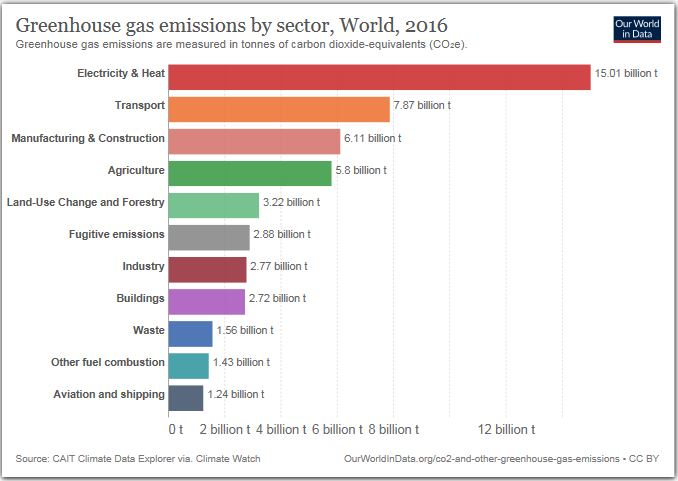 Greenhouse gas emissions by sector, World, 2016
Greenhouse gas emissions are measured in tonnes of carbon dioxide-equivalents (CO₂e).
Our World
in Data
Electricity & Heat 15.01 billion t
Transport 7.87 billion t
Manufacturing & Construction 6.11 billion t
Agriculture 5.8 billion t
Land-Use Change and Forestry 3.22 billion t
Fugitive emissions 2.88 billion t
Industry 2.77 billion t
Buildings 2.72 billion t
Waste 1.56 billion t
Other fuel combustion 1.43 billion t
Aviation and shipping 1.24 billion t
0 t 2 billion t 4 billion t 6 billion t 8 billion t 12 billion t
Source: CAIT Climate Data Explorer via. Climate Watch OurWorldInData.org/co2-and-other-greenhouse-gas-emissions • CC BY